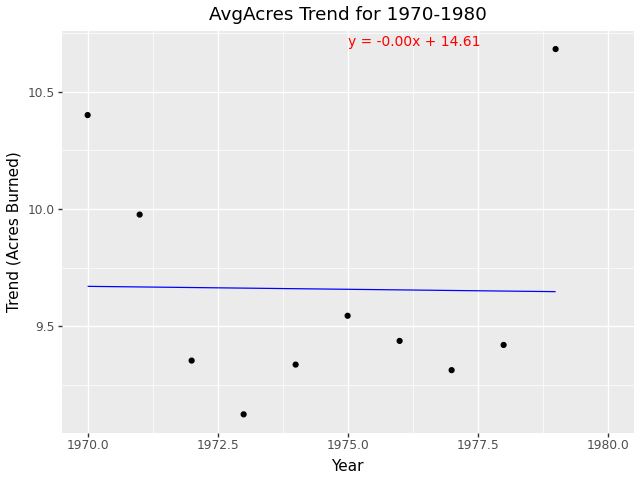 AvgAcres Trend for 1970-1980
y = -0.00x + 14.61
10.5
10.0
9.5
Trend (Acres Burned)
1970.0 1972.5 1975.0 1977.5 1980.0
Year